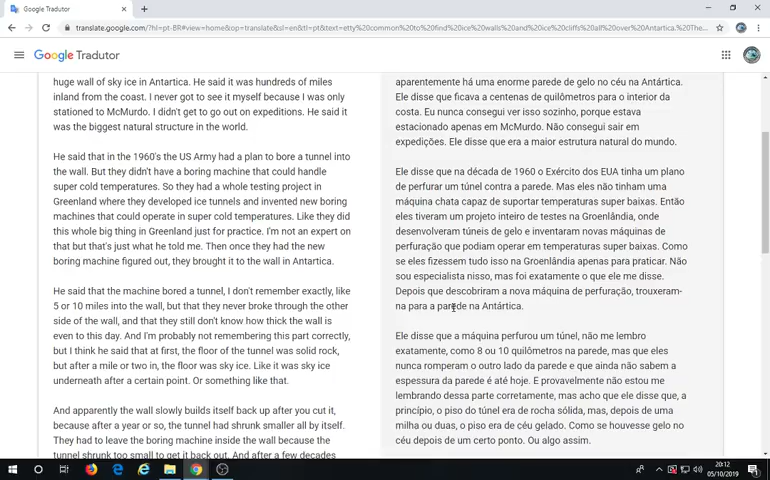 Google Tradutor
translate.google.com.br/?hl=pt-BR#view=home&op=translate&sl=en&tl=pt&text=etty%20common%20to%20find%20ice%20walls%20and%20ice%20cliffs%20all%20over%20Antartica.%20The...
Google Tradutor
huge wall of sky ice in Antartica. He said it was hundreds of miles
inland from the coast. I never got to see it myself because I was only
stationed to McMurdo. I didn't get to go out on expeditions. He said it
was the biggest natural structure in the world.
He said that in the 1960's the US Army had a plan to bore a tunnel into
the wall. But they didn't have a boring machine that could handle
super cold temperatures. So they had a whole testing project in
Greenland where they developed ice tunnels and invented new boring
machines that could operate in super cold temperatures. Like they did
this whole big thing in Greenland just for practice. I'm not an expert on
that but that's just what he told me. Then once they had the new
boring machine figured out, they brought it to the wall in Antartica.
He said that the machine bored a tunnel, I don't remember exactly, like
5 or 10 miles into the wall, but that they never broke through the other
side of the wall, and that they still don't know how thick the wall is
even to this day. And I'm probably not remembering this part correctly,
but I think he said that at first, the floor of the tunnel was solid rock,
but after a mile or two in, the floor was sky ice. Like it was sky ice
underneath after a certain point. Or something like that.
And apparently the wall slowly builds itself back up after you cut it,
because after a year or so, the tunnel had shrunk smaller all by itself.
They had to leave the boring machine inside the wall because the
tunnel shrunk too small to get it back out. And after a few decades
aparentemente há uma enorme parede de gelo no céu na Antártica.
Ele disse que ficava a centenas de quilômetros para o interior da
costa. Eu nunca consegui ver isso sozinho, porque estava
estacionado apenas em McMurdo. Não consegui sair em
expedições. Ele disse que era a maior estrutura natural do mundo.
Ele disse que na década de 1960 o Exército dos EUA tinha um plano
de perfurar um túnel contra a parede. Mas eles não tinham uma
máquina chata capaz de suportar temperaturas super baixas. Então
eles tiveram um projeto inteiro de testes na Groenlândia, onde
desenvolveram túneis de gelo e inventaram novas máquinas de
perfuração que podiam operar em temperaturas super baixas. Como
se eles fizessem tudo isso na Groenlândia apenas para praticar. Não
sou especialista nisso, mas foi exatamente o que ele me disse.
Depois que descobriram a nova máquina de perfuração, trouxeram-
na para a parede na Antártica.
Ele disse que a máquina perfurou um túnel, não me lembro
exatamente, como 8 ou 10 quilômetros na parede, mas que eles
nunca romperam o outro lado da parede e que ainda não sabem a
espessura da parede é até hoje. E provavelmente não estou me
lembrando dessa parte corretamente, mas acho que ele disse que, a
princípio, o piso do túnel era de rocha sólida, mas, depois de uma
milha ou duas, o piso era de céu gelado. Como se houvesse gelo no
céu depois de um certo ponto. Ou algo assim.
20:12
05/10/2019